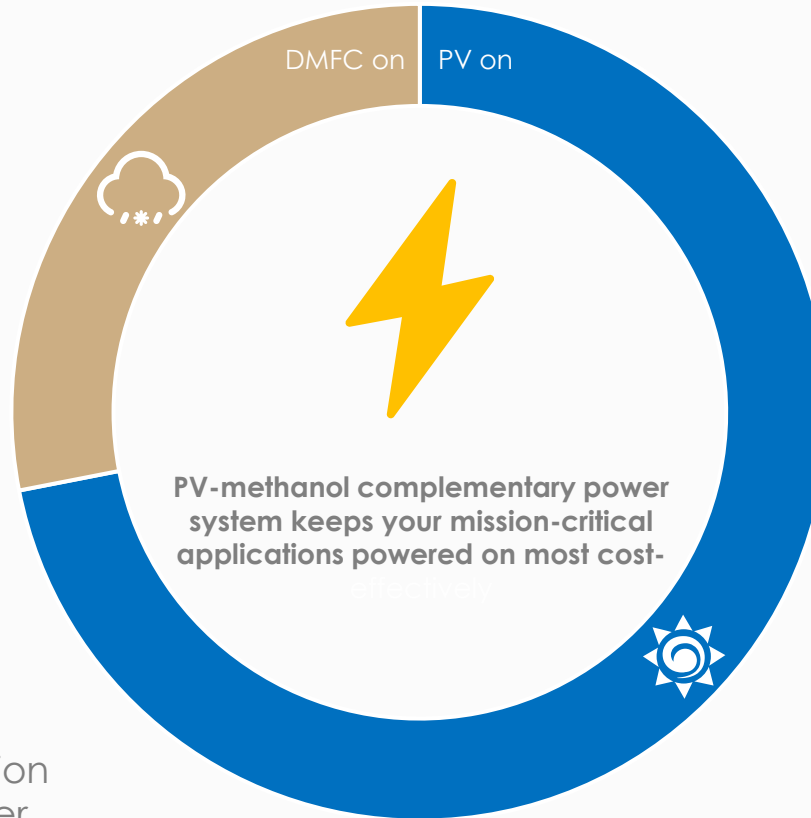 DMFC on
PV on
PV-methanol complementary power
system keeps your mission-critical
applications powered on most cost-
effectively